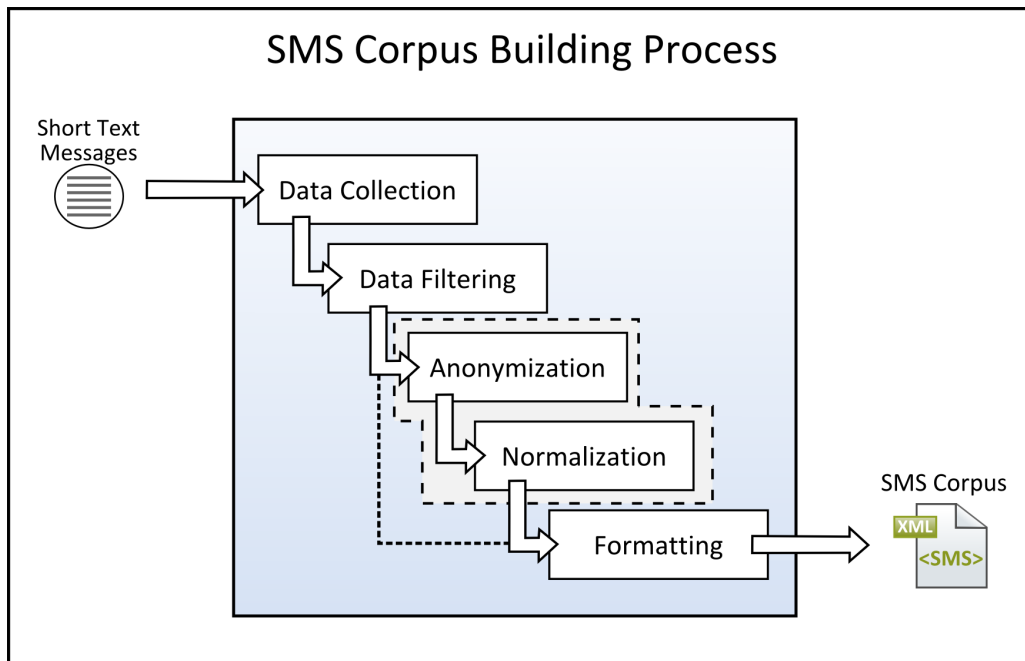 SMS Corpus Building Process
Short Text
Messages
Data Collection
Data Filtering
Anonymization
Normalization
Formatting
SMS Corpus
XML
<SMS>